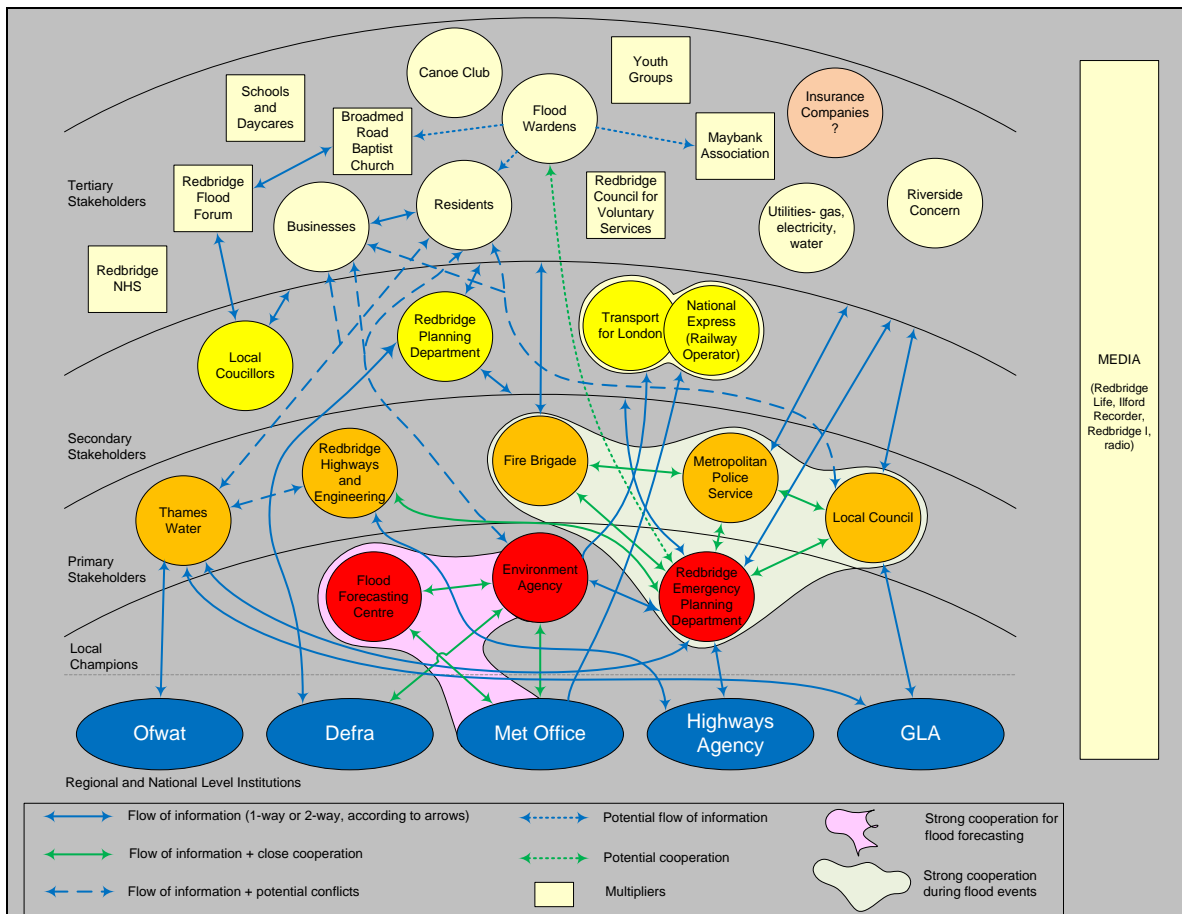 Canoe Club
Youth
Groups
Schools
and
Daycares
Insurance
Companies
?
MEDIA
(Redbridge
Life, Ilford
Recorder,
Redbridge I,
radio)
Flood
Wardens
Broadmed
Road
Baptist
Church
Maybank
Association
Tertiary
Stakeholders
Redbridge
Flood
Forum
Businesses
Residents
Redbridge
Council for
Voluntary
Services
Utilities- gas,
electricity,
water
Riverside
Concern
Redbridge
NHS
Local
Coucillors
Redbridge
Planning
Department
Transport
for London
National
Express
(Railway
Operator)
Secondary
Stakeholders
Redbridge
Highways
and
Engineering
Fire Brigade
Metropolitan
Police
Service
Thames
Water
Local Council
Primary
Stakeholders
Flood
Forecasting
Centre
Environment
Agency
Redbridge
Emergency
Planning
Department
Local
Champions
Ofwat
Defra
Met Office
Highways
Agency
GLA
Regional and National Level Institutions
Flow of information (1-way or 2-way, according to arrows)
Flow of information + close cooperation
Flow of information + potential conflicts
Potential flow of information
Potential cooperation
Multipliers
Strong cooperation for
flood forecasting
Strong cooperation
during flood events